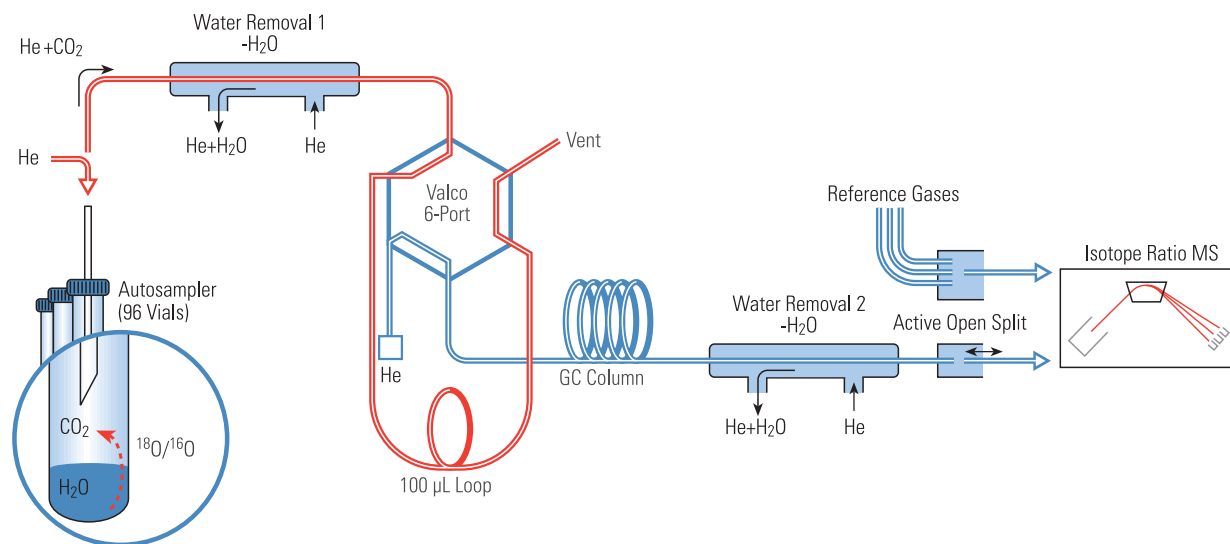 Water Removal 1
-H₂O
He+CO₂
He+H₂O
He
He
Vent
Valco
6-Port
Reference Gases
Isotope Ratio MS
Autosampler
(96 Vials)
Water Removal 2
-H₂O
Active Open Split
He
GC Column
He+H₂O
He
CO₂
¹⁸O/¹⁶O
H₂O
100 µL Loop